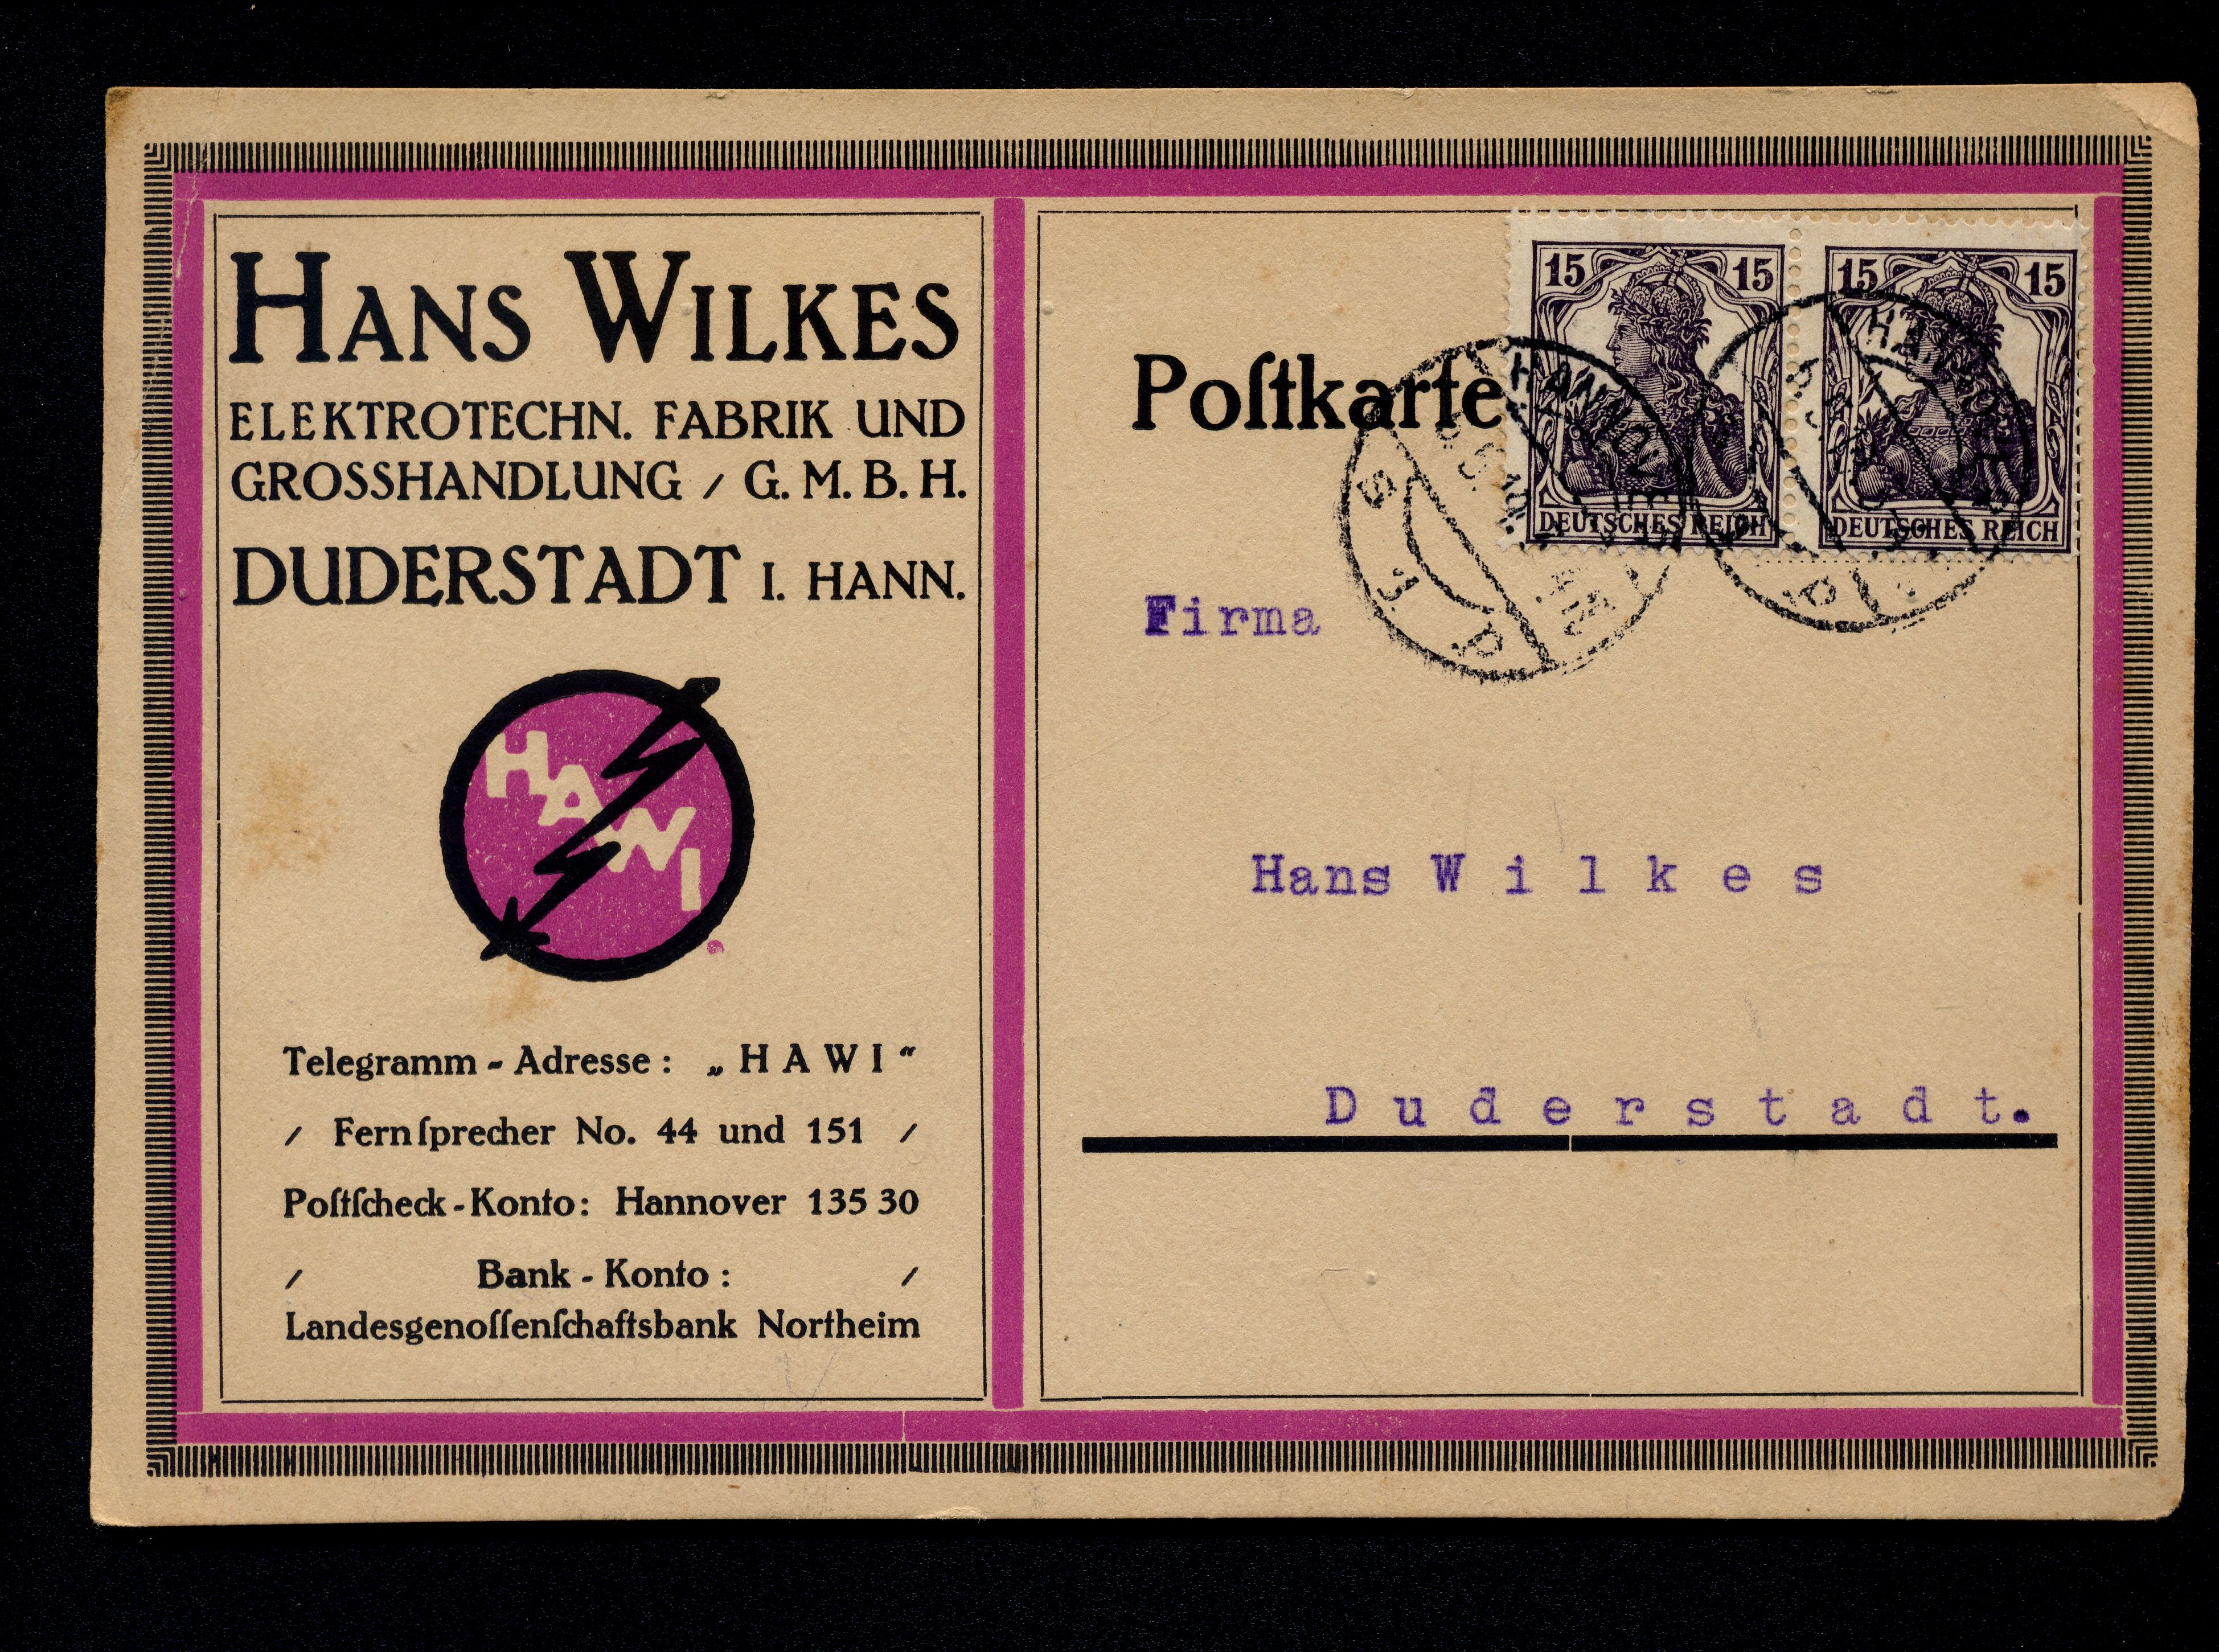 HANS WILKES
ELEKTROTECHN. FABRIK UND
GROSSHANDLUNG / G. M. B. H.
DUDERSTADT I. HANN.
HAWI
Telegramm - Adresse: „HAWI“
/ Fernſprecher No. 44 und 151 /
Poſtſcheck-Konto: Hannover 135 30
/ Bank - Konto: /
Landesgenoſſenſchaftsbank Northeim
Poſtkarte
15 15
DEUTSCHES REICH
15 15
DEUTSCHES REICH
Firma
Hans Wilkes
Duderstadt.